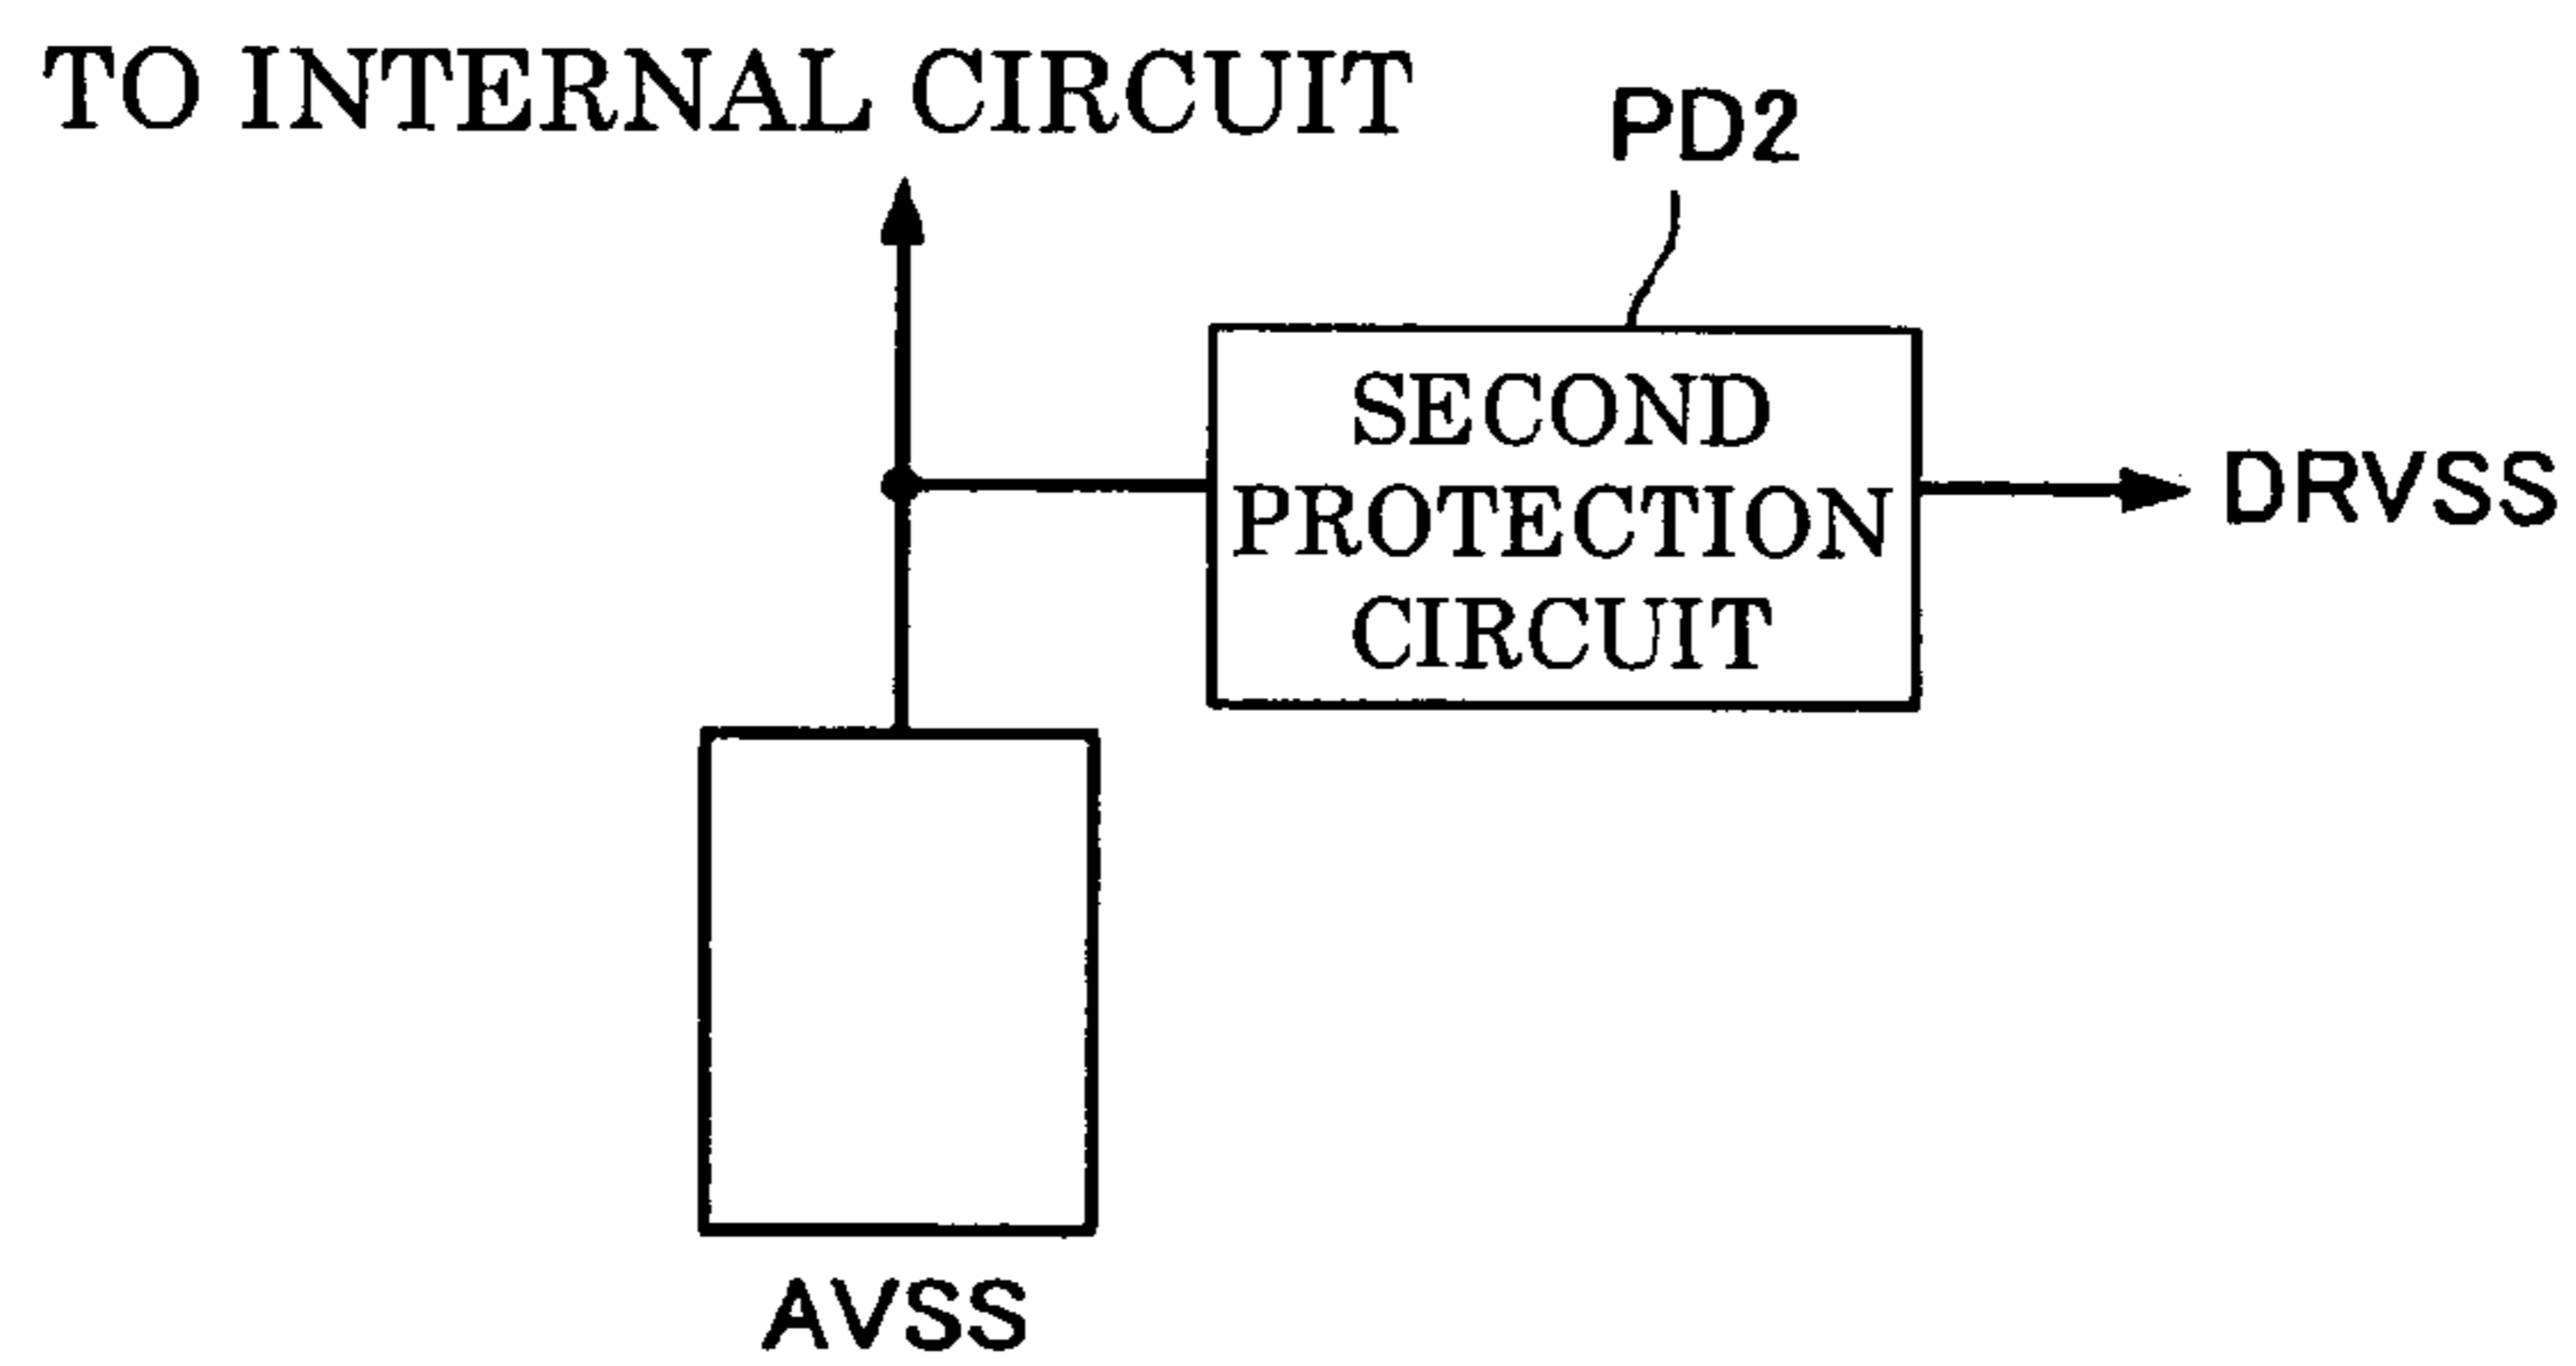 TO INTERNAL CIRCUIT
PD2
SECOND
PROTECTION
CIRCUIT
DRVSS
AVSS